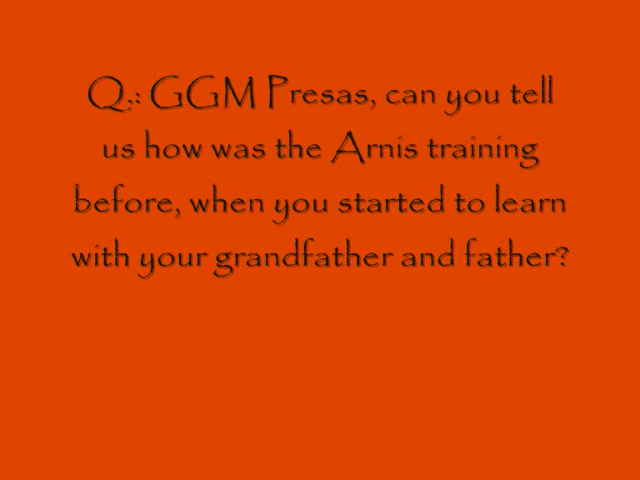 Q.: GGM Presas, can you tell
us how was the Arnis training
before, when you started to learn
with your grandfather and father?